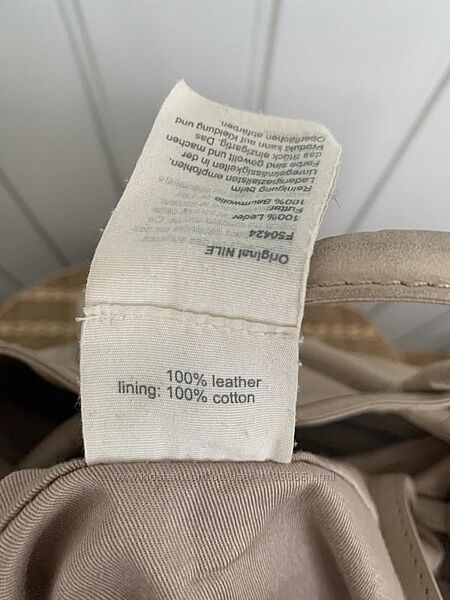 Original NILE
F50424
100% Leder
Futter:
100% Baumwolle
Reinigung beim
Lederspezialisten empfohlen.
Unregelmässigkeiten in der
Farbe sind gewollt und machen
das Stück einzigartig. Das
Produkt kann auf Kleidung und
Oberflächen abfärben.
100% leather
lining: 100% cotton